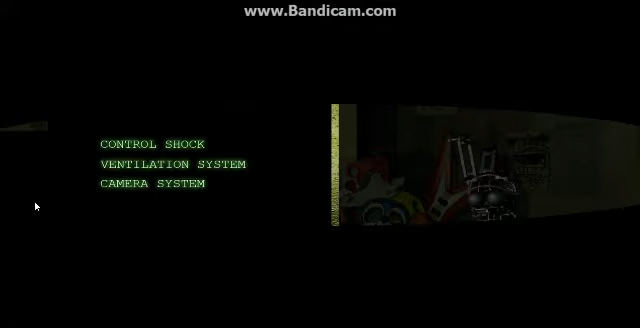 www.Bandicam.com
CONTROL SHOCK
VENTILATION SYSTEM
CAMERA SYSTEM